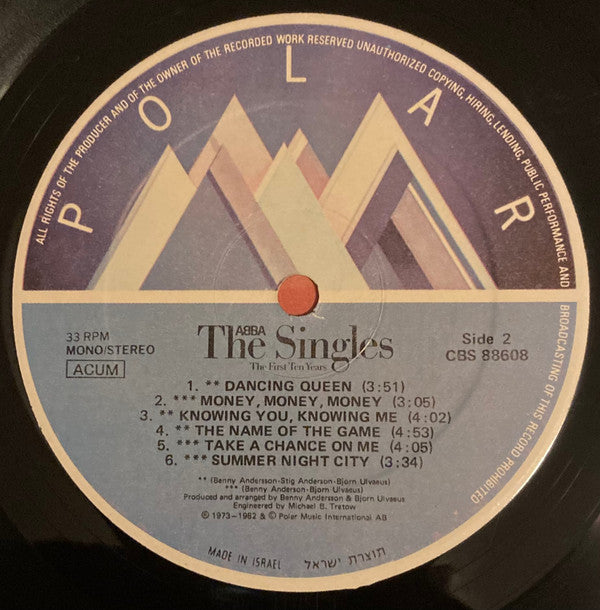 ALL RIGHTS OF THE PRODUCER AND OF THE OWNER OF THE RECORDED WORK RESERVED UNAUTHORIZED COPYING, HIRING, LENDING, PUBLIC PERFORMANCE AND BROADCASTING OF THIS RECORD PROHIBITED
POLAR
33 RPM
MONO/STEREO
ACUM
ABBA
The Singles
The First Ten Years
Side 2
CBS 88608
1. ** DANCING QUEEN (3:51)
2. *** MONEY, MONEY, MONEY (3:05)
3. ** KNOWING YOU, KNOWING ME (4:02)
4. ** THE NAME OF THE GAME (4:53)
5. *** TAKE A CHANCE ON ME (4:05)
6. *** SUMMER NIGHT CITY (3:34)
** (Benny Andersson-Stig Anderson-Bjorn Ulvaeus)
*** (Benny Anderson-Bjorn Ulvaeus)
Produced and arranged by Benny Andersson & Bjorn Ulvaeus
Engineered by Michael B. Tretow
℗ 1973-1982 & © Polar Music International AB
MADE IN ISRAEL תוצרת ישראל